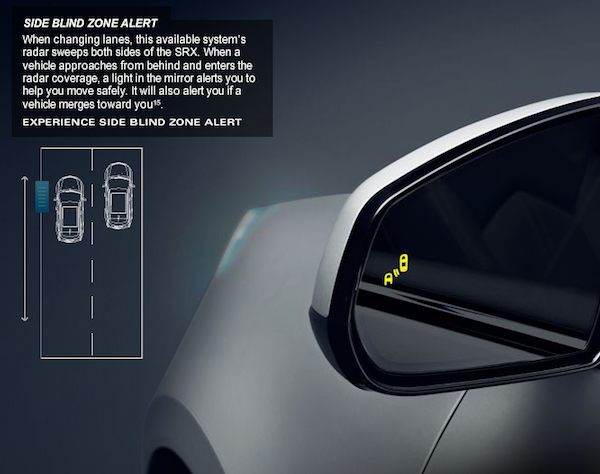 SIDE BLIND ZONE ALERT
When changing lanes, this available system's
radar sweeps both sides of the SRX. When a
vehicle approaches from behind and enters the
radar coverage, a light in the mirror alerts you to
help you move safely. It will also alert you if a
vehicle merges toward you¹⁵.
EXPERIENCE SIDE BLIND ZONE ALERT